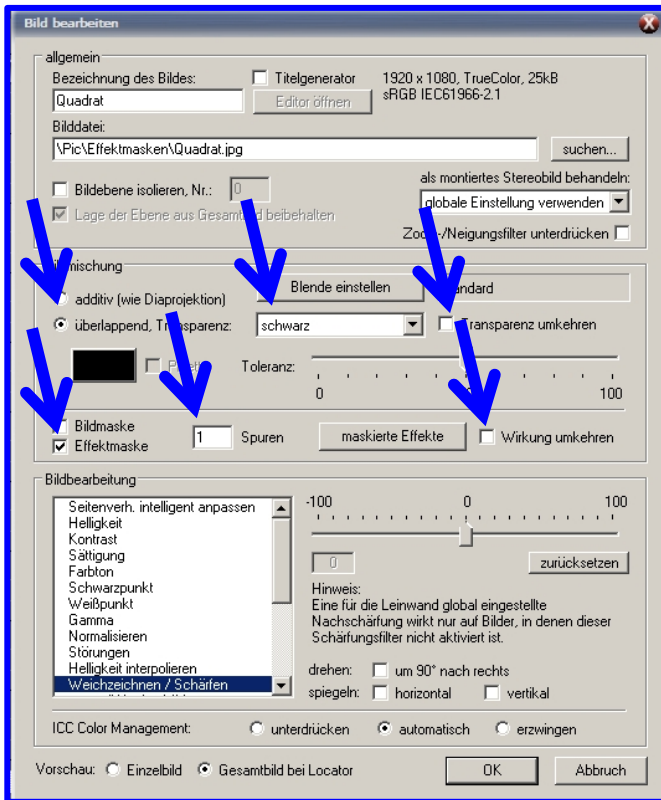 Bild bearbeiten
allgemein
Bezeichnung des Bildes:
Titelgenerator
1920 x 1080, TrueColor, 25kB
Quadrat
Editor öffnen
sRGB IEC61966-2.1
Bilddatei:
\Pic\Effektmasken\Quadrat.jpg
suchen...
als montiertes Stereobild behandeln:
Bildebene isolieren, Nr.:
0
globale Einstellung verwenden
Lage der Ebene aus Gesamtbild beibehalten
Zoom-/Neigungsfilter unterdrücken
Bildmischung
additiv (wie Diaprojektion)
Blende einstellen
Standard
überlappend, Transparenz:
schwarz
Transparenz umkehren
Toleranz:
0
100
Bildmaske
Effektmaske
1
Spuren
maskierte Effekte
Wirkung umkehren
Bildbearbeitung
Seitenverh. intelligent anpassen
Helligkeit
Kontrast
Sättigung
Farbton
Schwarzpunkt
Weißpunkt
Gamma
Normalisieren
Störungen
Helligkeit interpolieren
Weichzeichnen / Schärfen
-100
0
100
0
zurücksetzen
Hinweis:
Eine für die Leinwand global eingestellte
Nachschärfung wirkt nur auf Bilder, in denen dieser
Schärfungsfilter nicht aktiviert ist.
drehen:
um 90° nach rechts
spiegeln:
horizontal
vertikal
ICC Color Management:
unterdrücken
automatisch
erzwingen
Vorschau:
Einzelbild
Gesamtbild bei Locator
OK
Abbruch